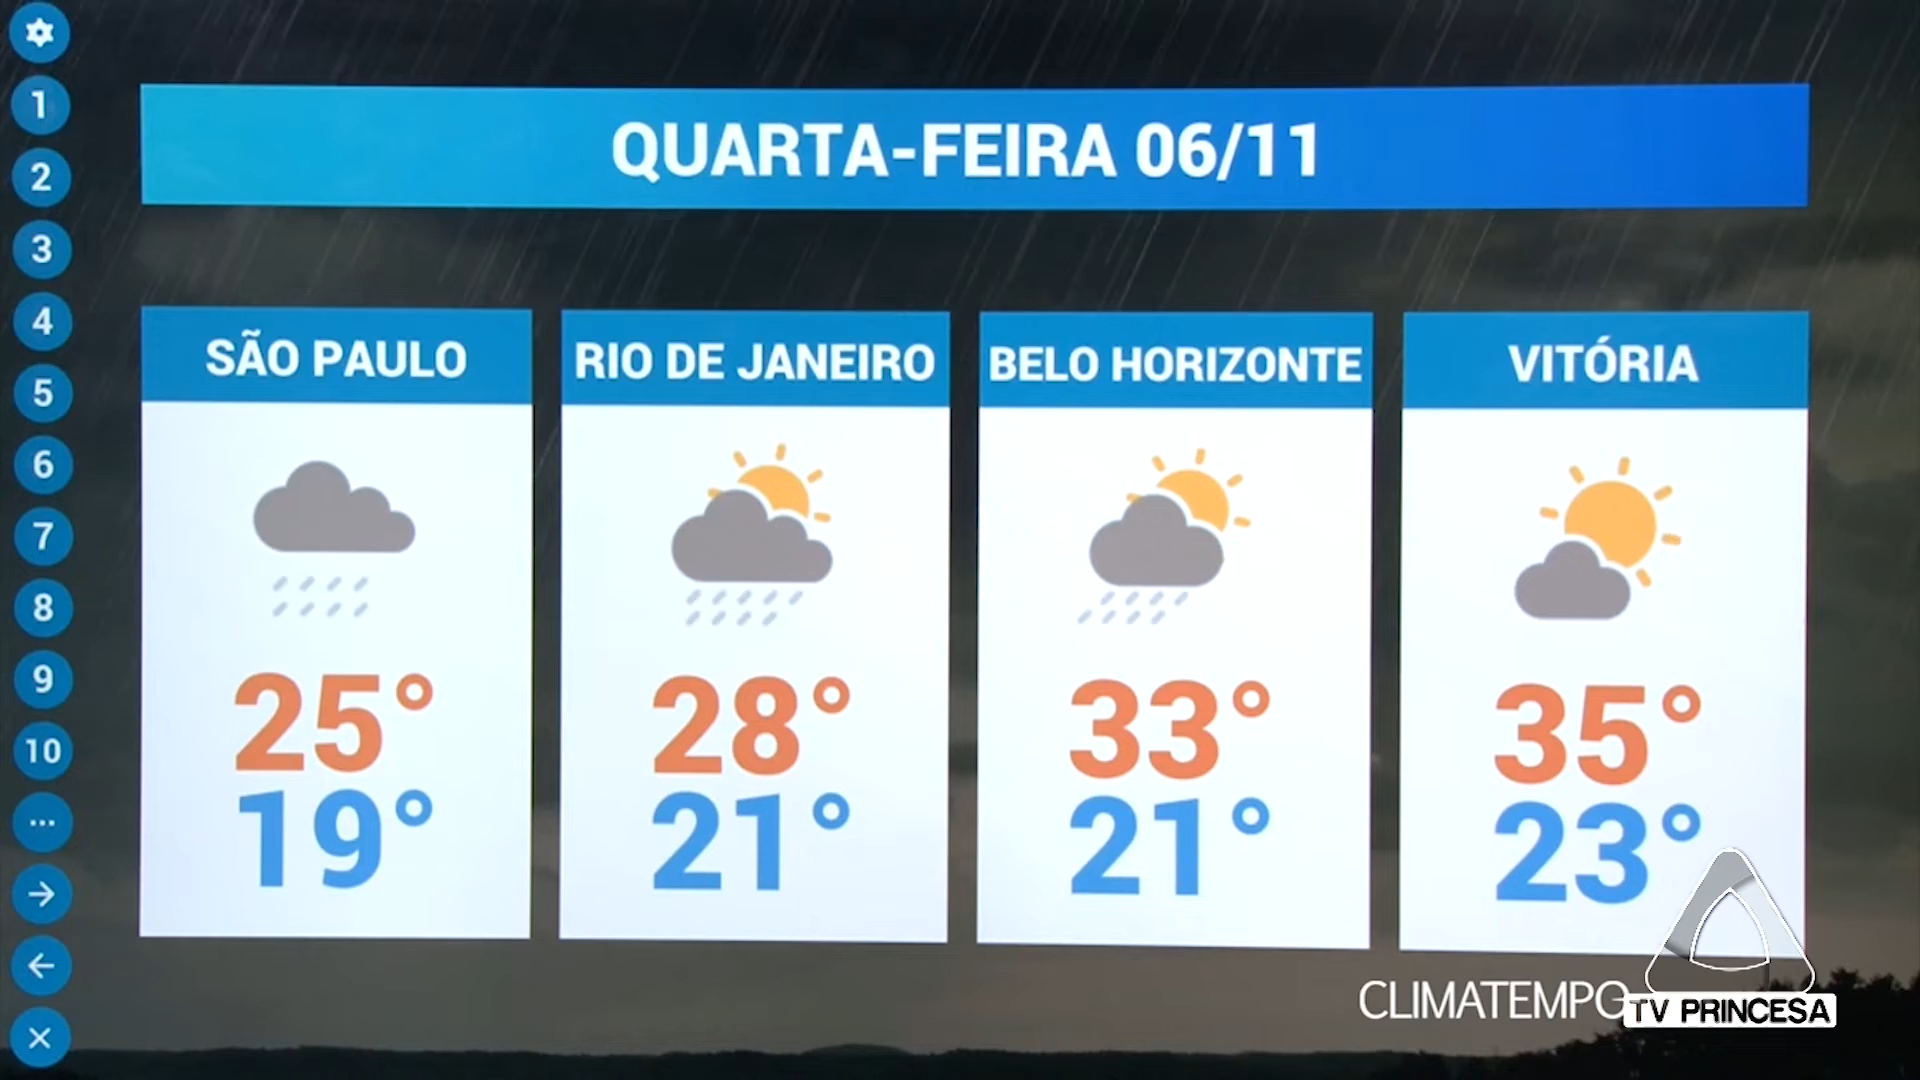 1
2
3
4
5
6
7
8
9
10
...
QUARTA-FEIRA 06/11
SÃO PAULO
25°
19°
RIO DE JANEIRO
28°
21°
BELO HORIZONTE
33°
21°
VITÓRIA
35°
23°
CLIMATEMPO
TV PRINCESA